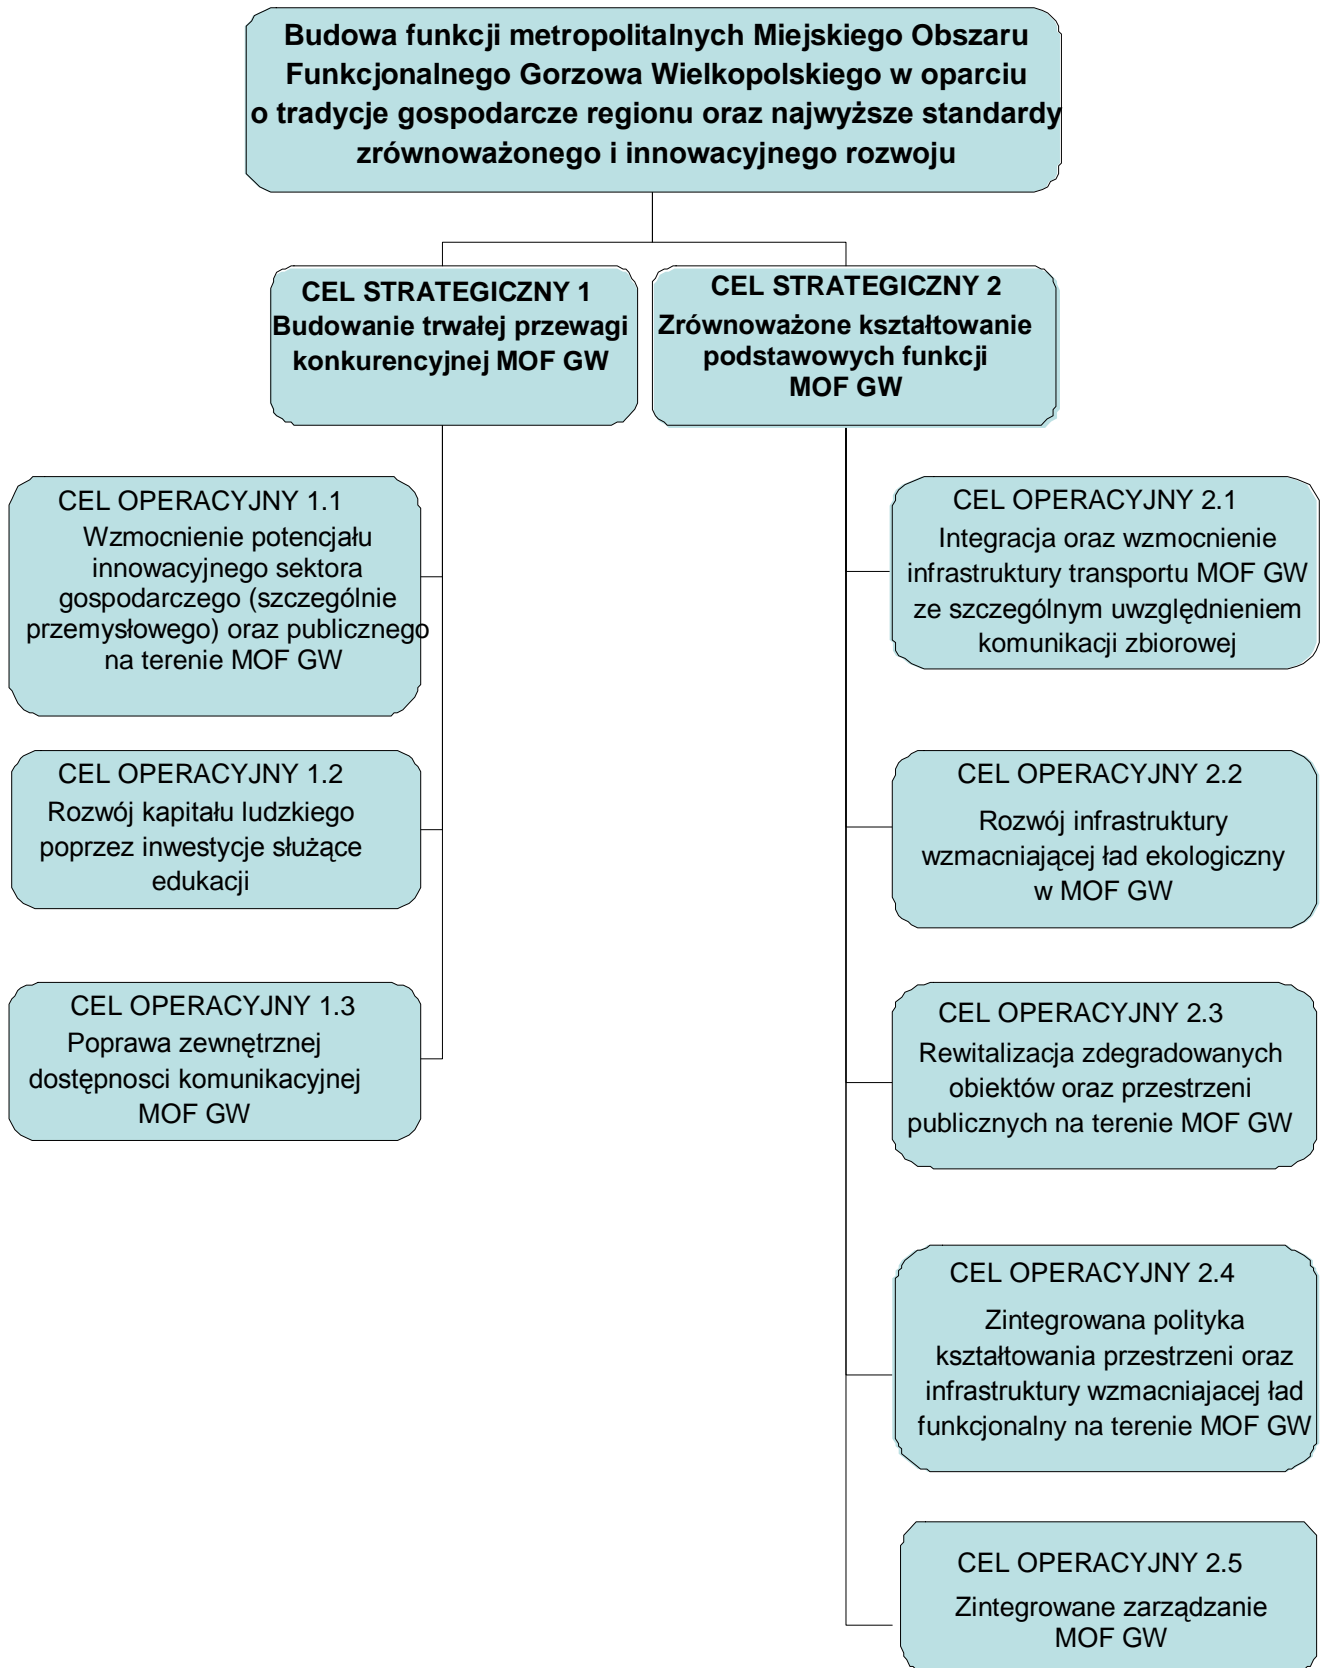 Budowa funkcji metropolitalnych Miejskiego Obszaru
Funkcjonalnego Gorzowa Wielkopolskiego w oparciu
o tradycje gospodarcze regionu oraz najwyższe standardy
zrównoważonego i innowacyjnego rozwoju
CEL STRATEGICZNY 1
Budowanie trwałej przewagi
konkurencyjnej MOF GW
CEL STRATEGICZNY 2
Zrównoważone kształtowanie
podstawowych funkcji
MOF GW
CEL OPERACYJNY 1.1
Wzmocnienie potencjału
innowacyjnego sektora
gospodarczego (szczególnie
przemysłowego) oraz publicznego
na terenie MOF GW
CEL OPERACYJNY 1.2
Rozwój kapitału ludzkiego
poprzez inwestycje służące
edukacji
CEL OPERACYJNY 1.3
Poprawa zewnętrznej
dostępnosci komunikacyjnej
MOF GW
CEL OPERACYJNY 2.1
Integracja oraz wzmocnienie
infrastruktury transportu MOF GW
ze szczególnym uwzględnieniem
komunikacji zbiorowej
CEL OPERACYJNY 2.2
Rozwój infrastruktury
wzmacniającej ład ekologiczny
w MOF GW
CEL OPERACYJNY 2.3
Rewitalizacja zdegradowanych
obiektów oraz przestrzeni
publicznych na terenie MOF GW
CEL OPERACYJNY 2.4
Zintegrowana polityka
kształtowania przestrzeni oraz
infrastruktury wzmacniajacej ład
funkcjonalny na terenie MOF GW
CEL OPERACYJNY 2.5
Zintegrowane zarządzanie
MOF GW